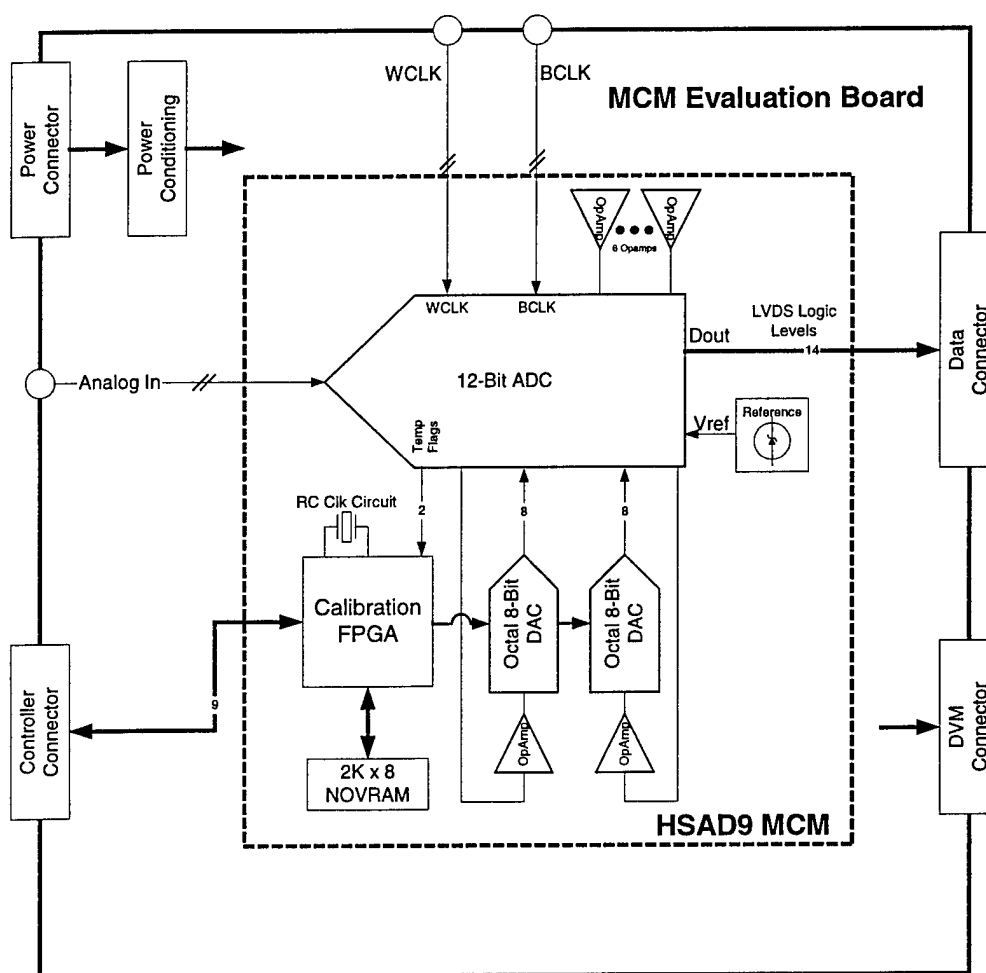 WCLK
BCLK
MCM Evaluation Board
Power
Connector
Power
Conditioning
OpAmp
OpAmp
6 Opamps
WCLK
BCLK
LVDS Logic
Levels
Dout
14
Data
Connector
Analog In
12-Bit ADC
Temp
Flags
Vref
Reference
RC Clk Circuit
2
8
8
Calibration
FPGA
Octal 8-Bit
DAC
Octal 8-Bit
DAC
Controller
Connector
9
OpAmp
OpAmp
DVM
Connector
2K x 8
NOVRAM
HSAD9 MCM